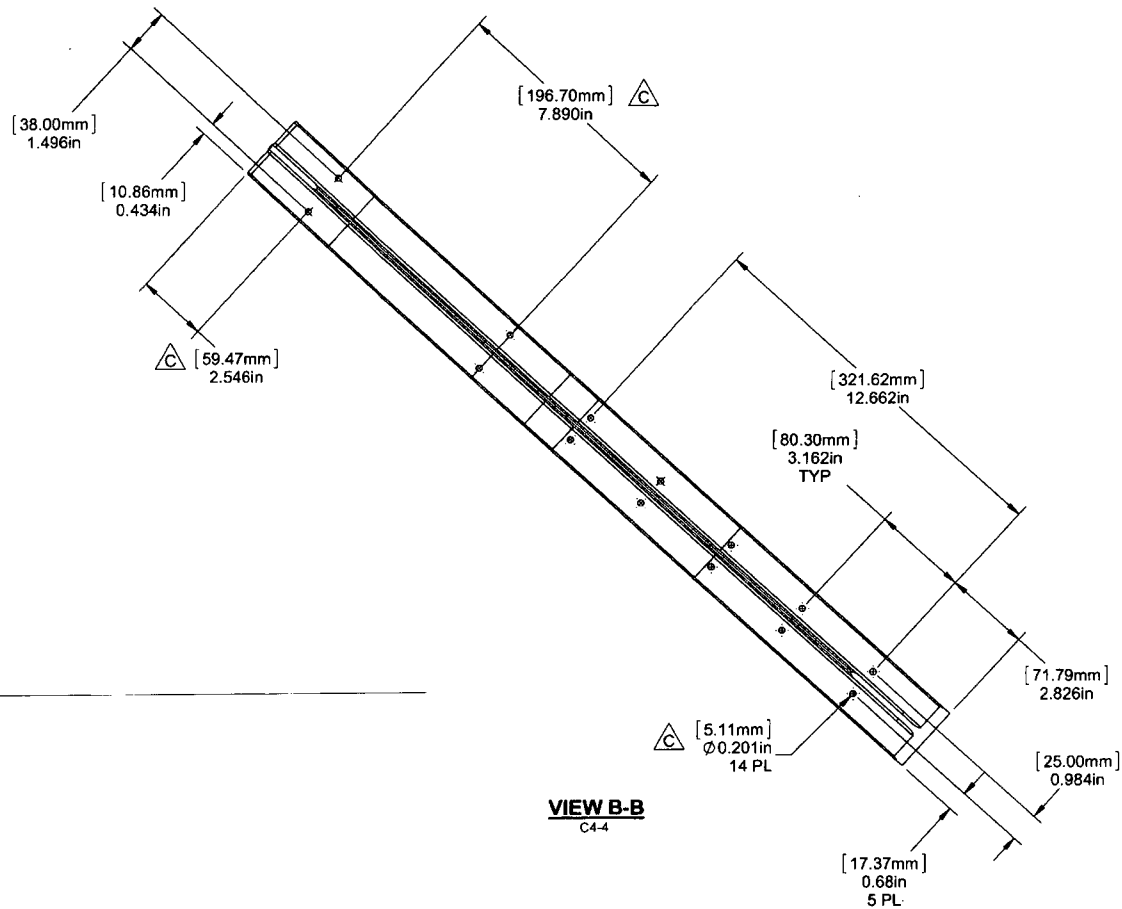 [38.00mm]
1.496in
[196.70mm] C
7.890in
[10.86mm]
0.434in
C [59.47mm]
2.546in
[321.62mm]
12.662in
[80.30mm]
3.162in
TYP
[71.79mm]
2.826in
C [5.11mm]
Ø0.201in
14 PL
[25.00mm]
0.984in
VIEW B-B
C4-4
[17.37mm]
0.68in
5 PL